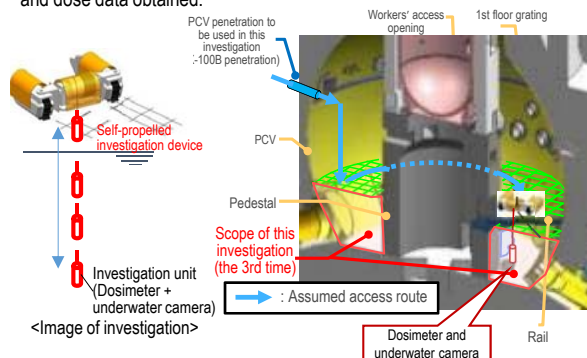 and dose data obtained.
PCV penetration to
be used in this
investigation
-100B penetration)
Workers' access
opening
1st floor grating
Self-propelled
investigation device
PCV
Pedestal
Scope of this
investigation
(the 3rd time)
Investigation unit
(Dosimeter +
underwater camera)
<Image of investigation>
: Assumed access route
Dosimeter and
underwater camera
Rail